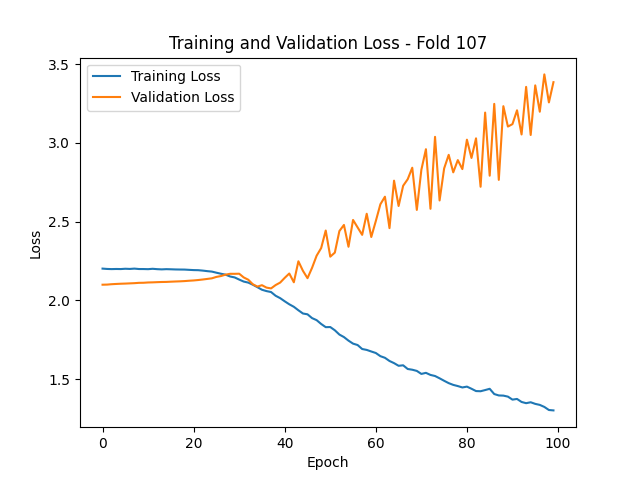 Training and Validation Loss - Fold 107
Training Loss
Validation Loss
Loss
3.5
3.0
2.5
2.0
1.5
0 20 40 60 80 100
Epoch